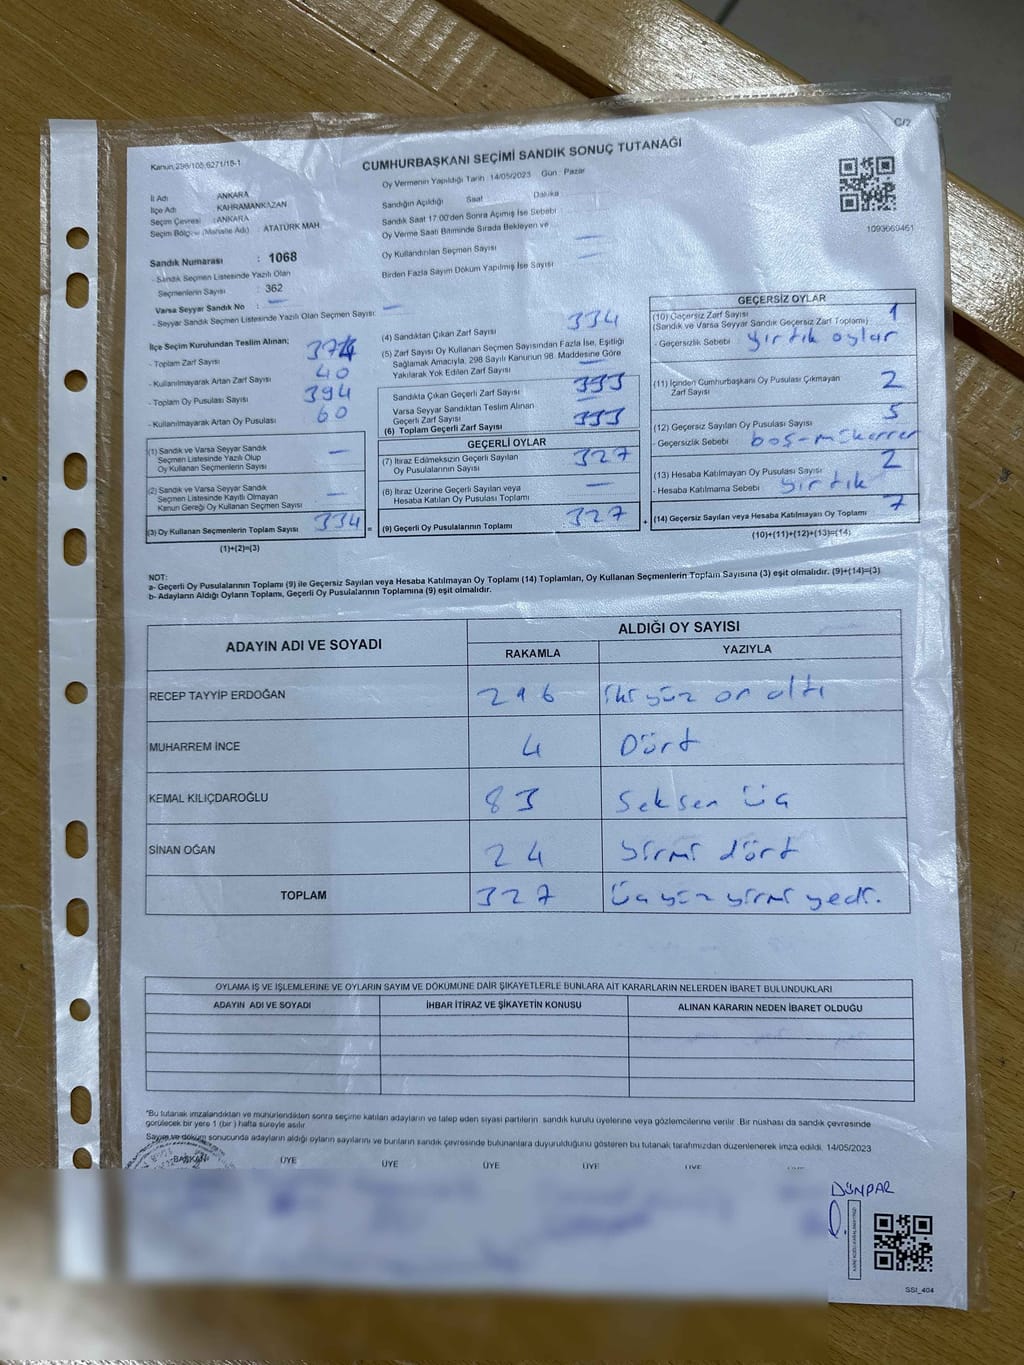 C/2
Kanun 298/105,6271/18-1
CUMHURBAŞKANI SEÇİMİ SANDIK SONUÇ TUTANAĞI
Oy Vermenin Yapıldığı Tarih : 14/05/2023 Gün : Pazar
İl Adı ANKARA
İlçe Adı KAHRAMANKAZAN
Seçim Çevresi : ANKARA
Seçim Bölgesi (Mahalle Adı) ATATÜRK MAH.
Sandığın Açıldığı Saat Dakika
Sandık Saat 17:00'den Sonra Açılmış İse Sebebi
Oy Verme Saati Bitiminde Sırada Bekleyen ve
Oy Kullandırılan Seçmen Sayısı —
Birden Fazla Sayım Döküm Yapılmış İse Sayısı —
1093669461
Sandık Numarası : 1068
- Sandık Seçmen Listesinde Yazılı Olan
Seçmenlerin Sayısı : 362
Varsa Seyyar Sandık No : —
- Seyyar Sandık Seçmen Listesinde Yazılı Olan Seçmen Sayısı: —
İlçe Seçim Kurulundan Teslim Alınan;
- Toplam Zarf Sayısı 374
- Kullanılmayarak Artan Zarf Sayısı 40
- Toplam Oy Pusulası Sayısı 394
- Kullanılmayarak Artan Oy Pusulası 60
(1) Sandık ve Varsa Seyyar Sandık
Seçmen Listesinde Yazılı Olup
Oy Kullanan Seçmenlerin Sayısı —
(2) Sandık ve Varsa Seyyar Sandık
Seçmen Listesinde Kayıtlı Olmayan
Kanun Gereği Oy Kullanan Seçmen Sayısı —
(3) Oy Kullanan Seçmenlerin Toplam Sayısı 334 =
(1)+(2)=(3)
(4) Sandıktan Çıkan Zarf Sayısı 334
(5) Zarf Sayısı Oy Kullanan Seçmen Sayısından Fazla İse, Eşitliği
Sağlamak Amacıyla, 298 Sayılı Kanunun 98. Maddesine Göre
Yakılarak Yok Edilen Zarf Sayısı —
Sandıkta Çıkan Geçerli Zarf Sayısı 333
Varsa Seyyar Sandıktan Teslim Alınan
Geçerli Zarf Sayısı —
(6) Toplam Geçerli Zarf Sayısı 333
GEÇERLİ OYLAR
(7) İtiraz Edilmeksizin Geçerli Sayılan
Oy Pusulalarının Sayısı 327
(8) İtiraz Üzerine Geçerli Sayılan veya
Hesaba Katılan Oy Pusulası Toplamı —
(9) Geçerli Oy Pusulalarının Toplamı 327 +
GEÇERSİZ OYLAR
(10) Geçersiz Zarf Sayısı 1
(Sandık ve Varsa Seyyar Sandık Geçersiz Zarf Toplamı)
- Geçersizlik Sebebi : yırtık oylar
(11) İçinden Cumhurbaşkanı Oy Pusulası Çıkmayan
Zarf Sayısı 2
(12) Geçersiz Sayılan Oy Pusulası Sayısı 5
- Geçersizlik Sebebi boş-mükerrer
(13) Hesaba Katılmayan Oy Pusulası Sayısı 2
- Hesaba Katılmama Sebebi yırtık
(14) Geçersiz Sayılan veya Hesaba Katılmayan Oy Toplamı 7
(10)+(11)+(12)+(13)=(14)
NOT:
a- Geçerli Oy Pusulalarının Toplamı (9) ile Geçersiz Sayılan veya Hesaba Katılmayan Oy Toplamı (14) Toplamları, Oy Kullanan Seçmenlerin Toplam Sayısına (3) eşit olmalıdır. (9)+(14)=(3)
b- Adayların Aldığı Oyların Toplamı, Geçerli Oy Pusulalarının Toplamına (9) eşit olmalıdır.
ADAYIN ADI VE SOYADI ALDIĞI OY SAYISI
RAKAMLA YAZIYLA
RECEP TAYYİP ERDOĞAN 216 iki yüz on altı
MUHARREM İNCE 4 Dört
KEMAL KILIÇDAROĞLU 83 Seksen üç
SİNAN OĞAN 24 yirmi dört
TOPLAM 327 Üç yüz yirmi yedi.
OYLAMA İŞ VE İŞLEMLERİNE VE OYLARIN SAYIM VE DÖKÜMÜNE DAİR ŞİKAYETLERLE BUNLARA AİT KARARLARIN NELERDEN İBARET BULUNDUKLARI
ADAYIN ADI VE SOYADI İHBAR İTİRAZ VE ŞİKAYETİN KONUSU ALINAN KARARIN NEDEN İBARET OLDUĞU
*Bu tutanak imzalandıktan ve mühürlendikten sonra seçime katılan adayların ve talep eden siyasi partilerin sandık kurulu üyelerine veya gözlemcilerine verilir. Bir nüshası da sandık çevresinde
görülecek bir yere 1 (bir ) hafta süreyle asılır.
Sayım ve döküm sonucunda adayların aldığı oyların sayılarını ve bunların sandık çevresinde bulunanlara duyurulduğunu gösteren bu tutanak tarafımızdan düzenlenerek imza edildi. 14/05/2023
BAŞKAN ÜYE ÜYE ÜYE ÜYE ÜYE ÜYE
DÜNDAR
SSI_404